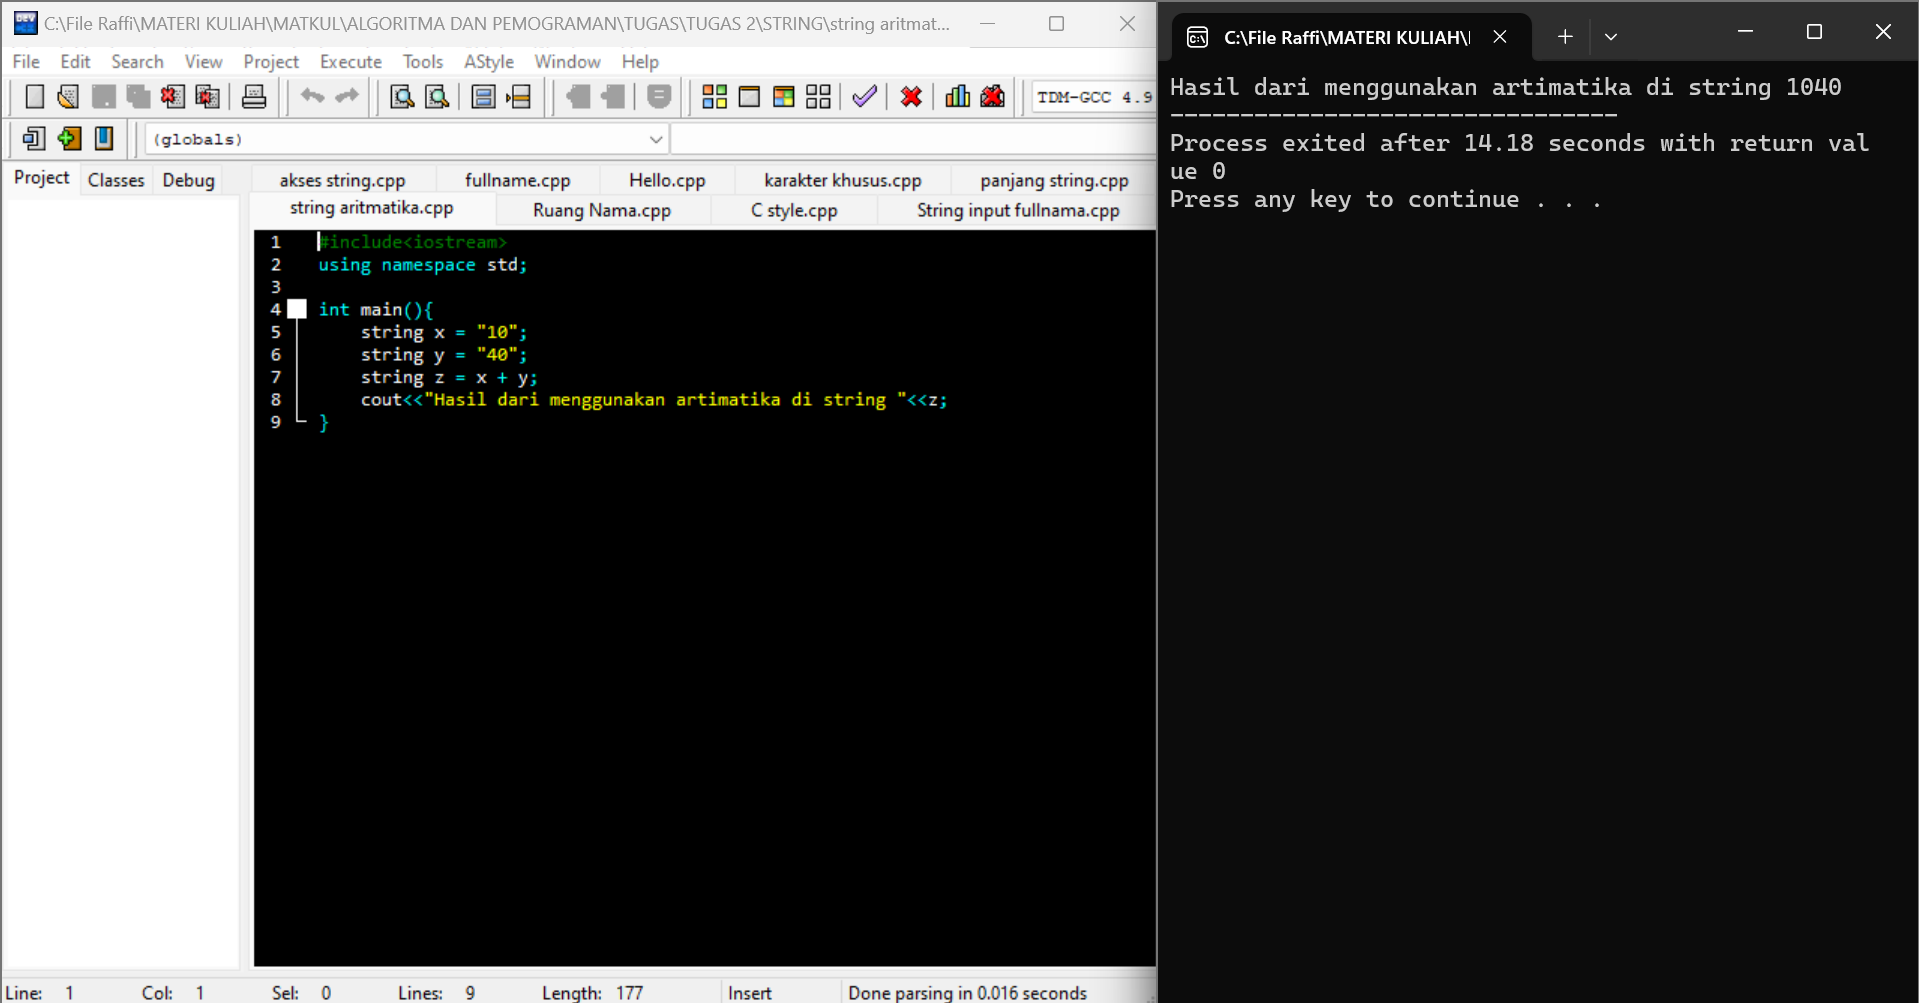 C:\File Raffi\MATERI KULIAH\MATKUL\ALGORITMA DAN PEMOGRAMAN\TUGAS\TUGAS 2\STRING\string aritmat...
File Edit Search View Project Execute Tools AStyle Window Help
TDM-GCC 4.9
(globals)
Project Classes Debug
akses string.cpp fullname.cpp Hello.cpp karakter khusus.cpp panjang string.cpp
string aritmatika.cpp Ruang Nama.cpp C style.cpp String input fullnama.cpp
1 #include<iostream>
2 using namespace std;
3
4 int main(){
5 string x = "10";
6 string y = "40";
7 string z = x + y;
8 cout<<"Hasil dari menggunakan artimatika di string "<<z;
9 }
Line: 1 Col: 1 Sel: 0 Lines: 9 Length: 177 Insert Done parsing in 0.016 seconds
C:\File Raffi\MATERI KULIAH\
Hasil dari menggunakan artimatika di string 1040
--------------------------------
Process exited after 14.18 seconds with return val
ue 0
Press any key to continue . . .